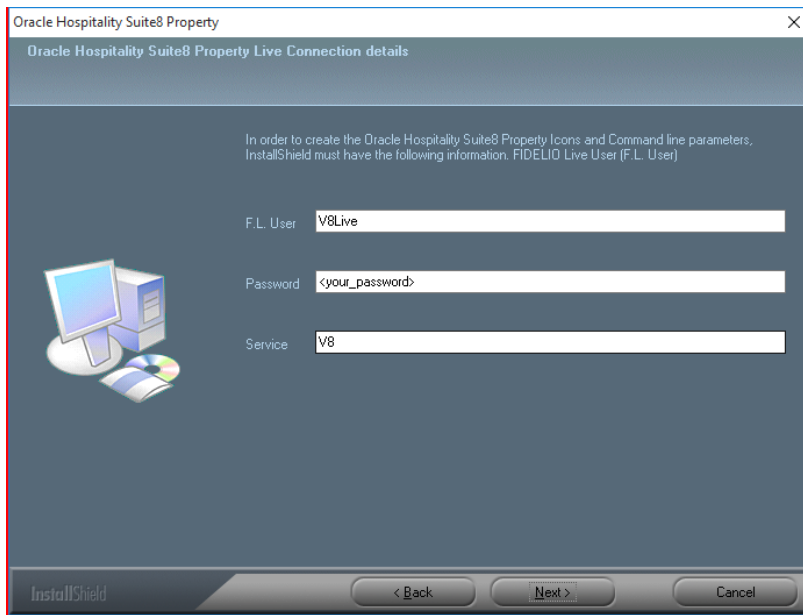 Oracle Hospitality Suite8 Property
Oracle Hospitality Suite8 Property Live Connection details
In order to create the Oracle Hospitality Suite8 Property Icons and Command line parameters,
InstallShield must have the following information. FIDELIO Live User (F.L. User)
F.L. User V8Live
Password <your_password>
Service V8
InstallShield
< Back Next > Cancel